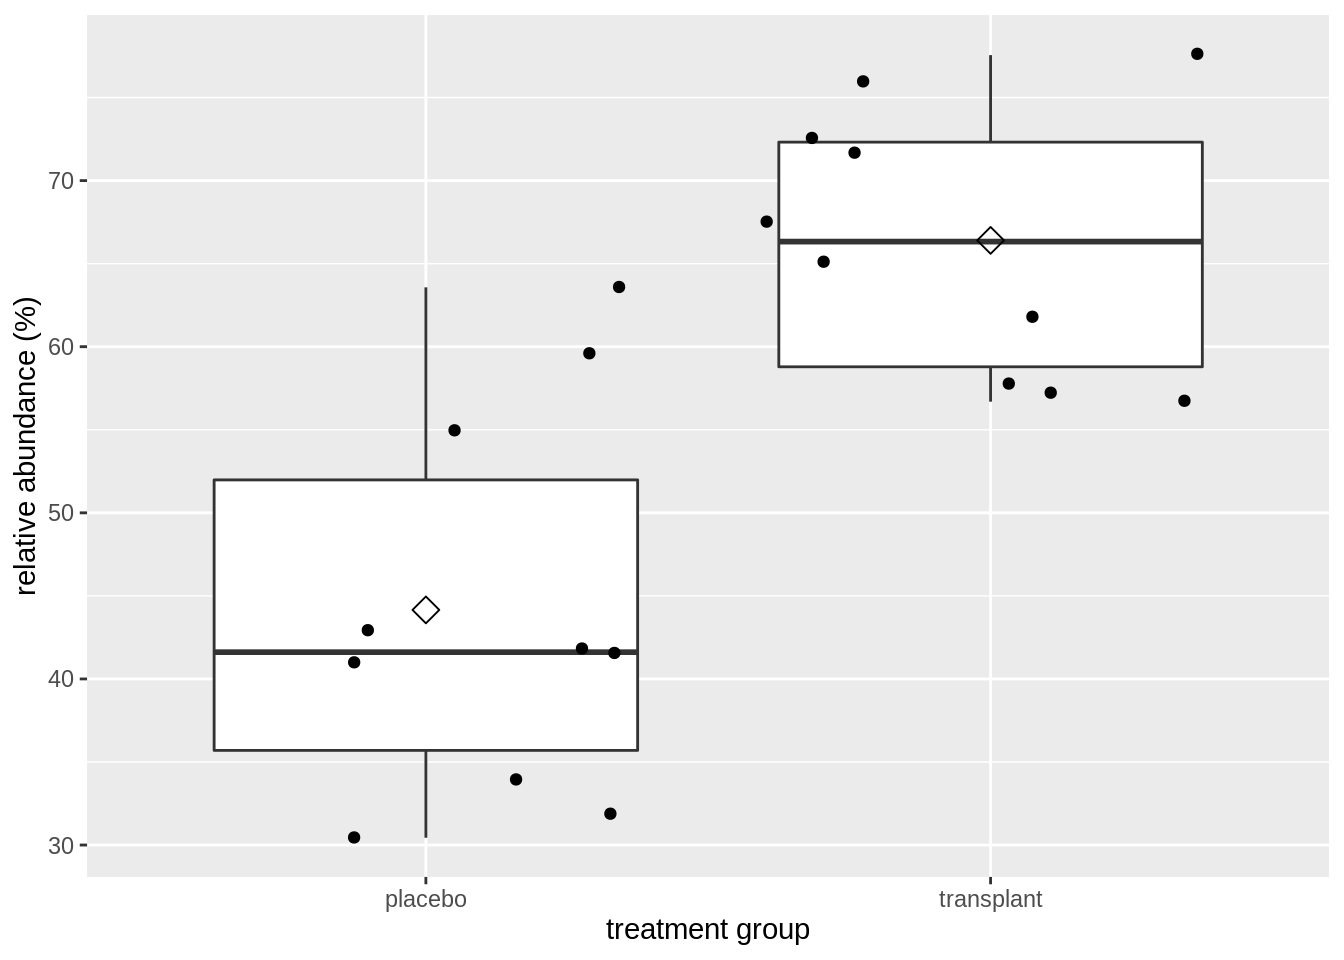 relative abundance (%)
70
60
50
40
30
placebo
transplant
treatment group